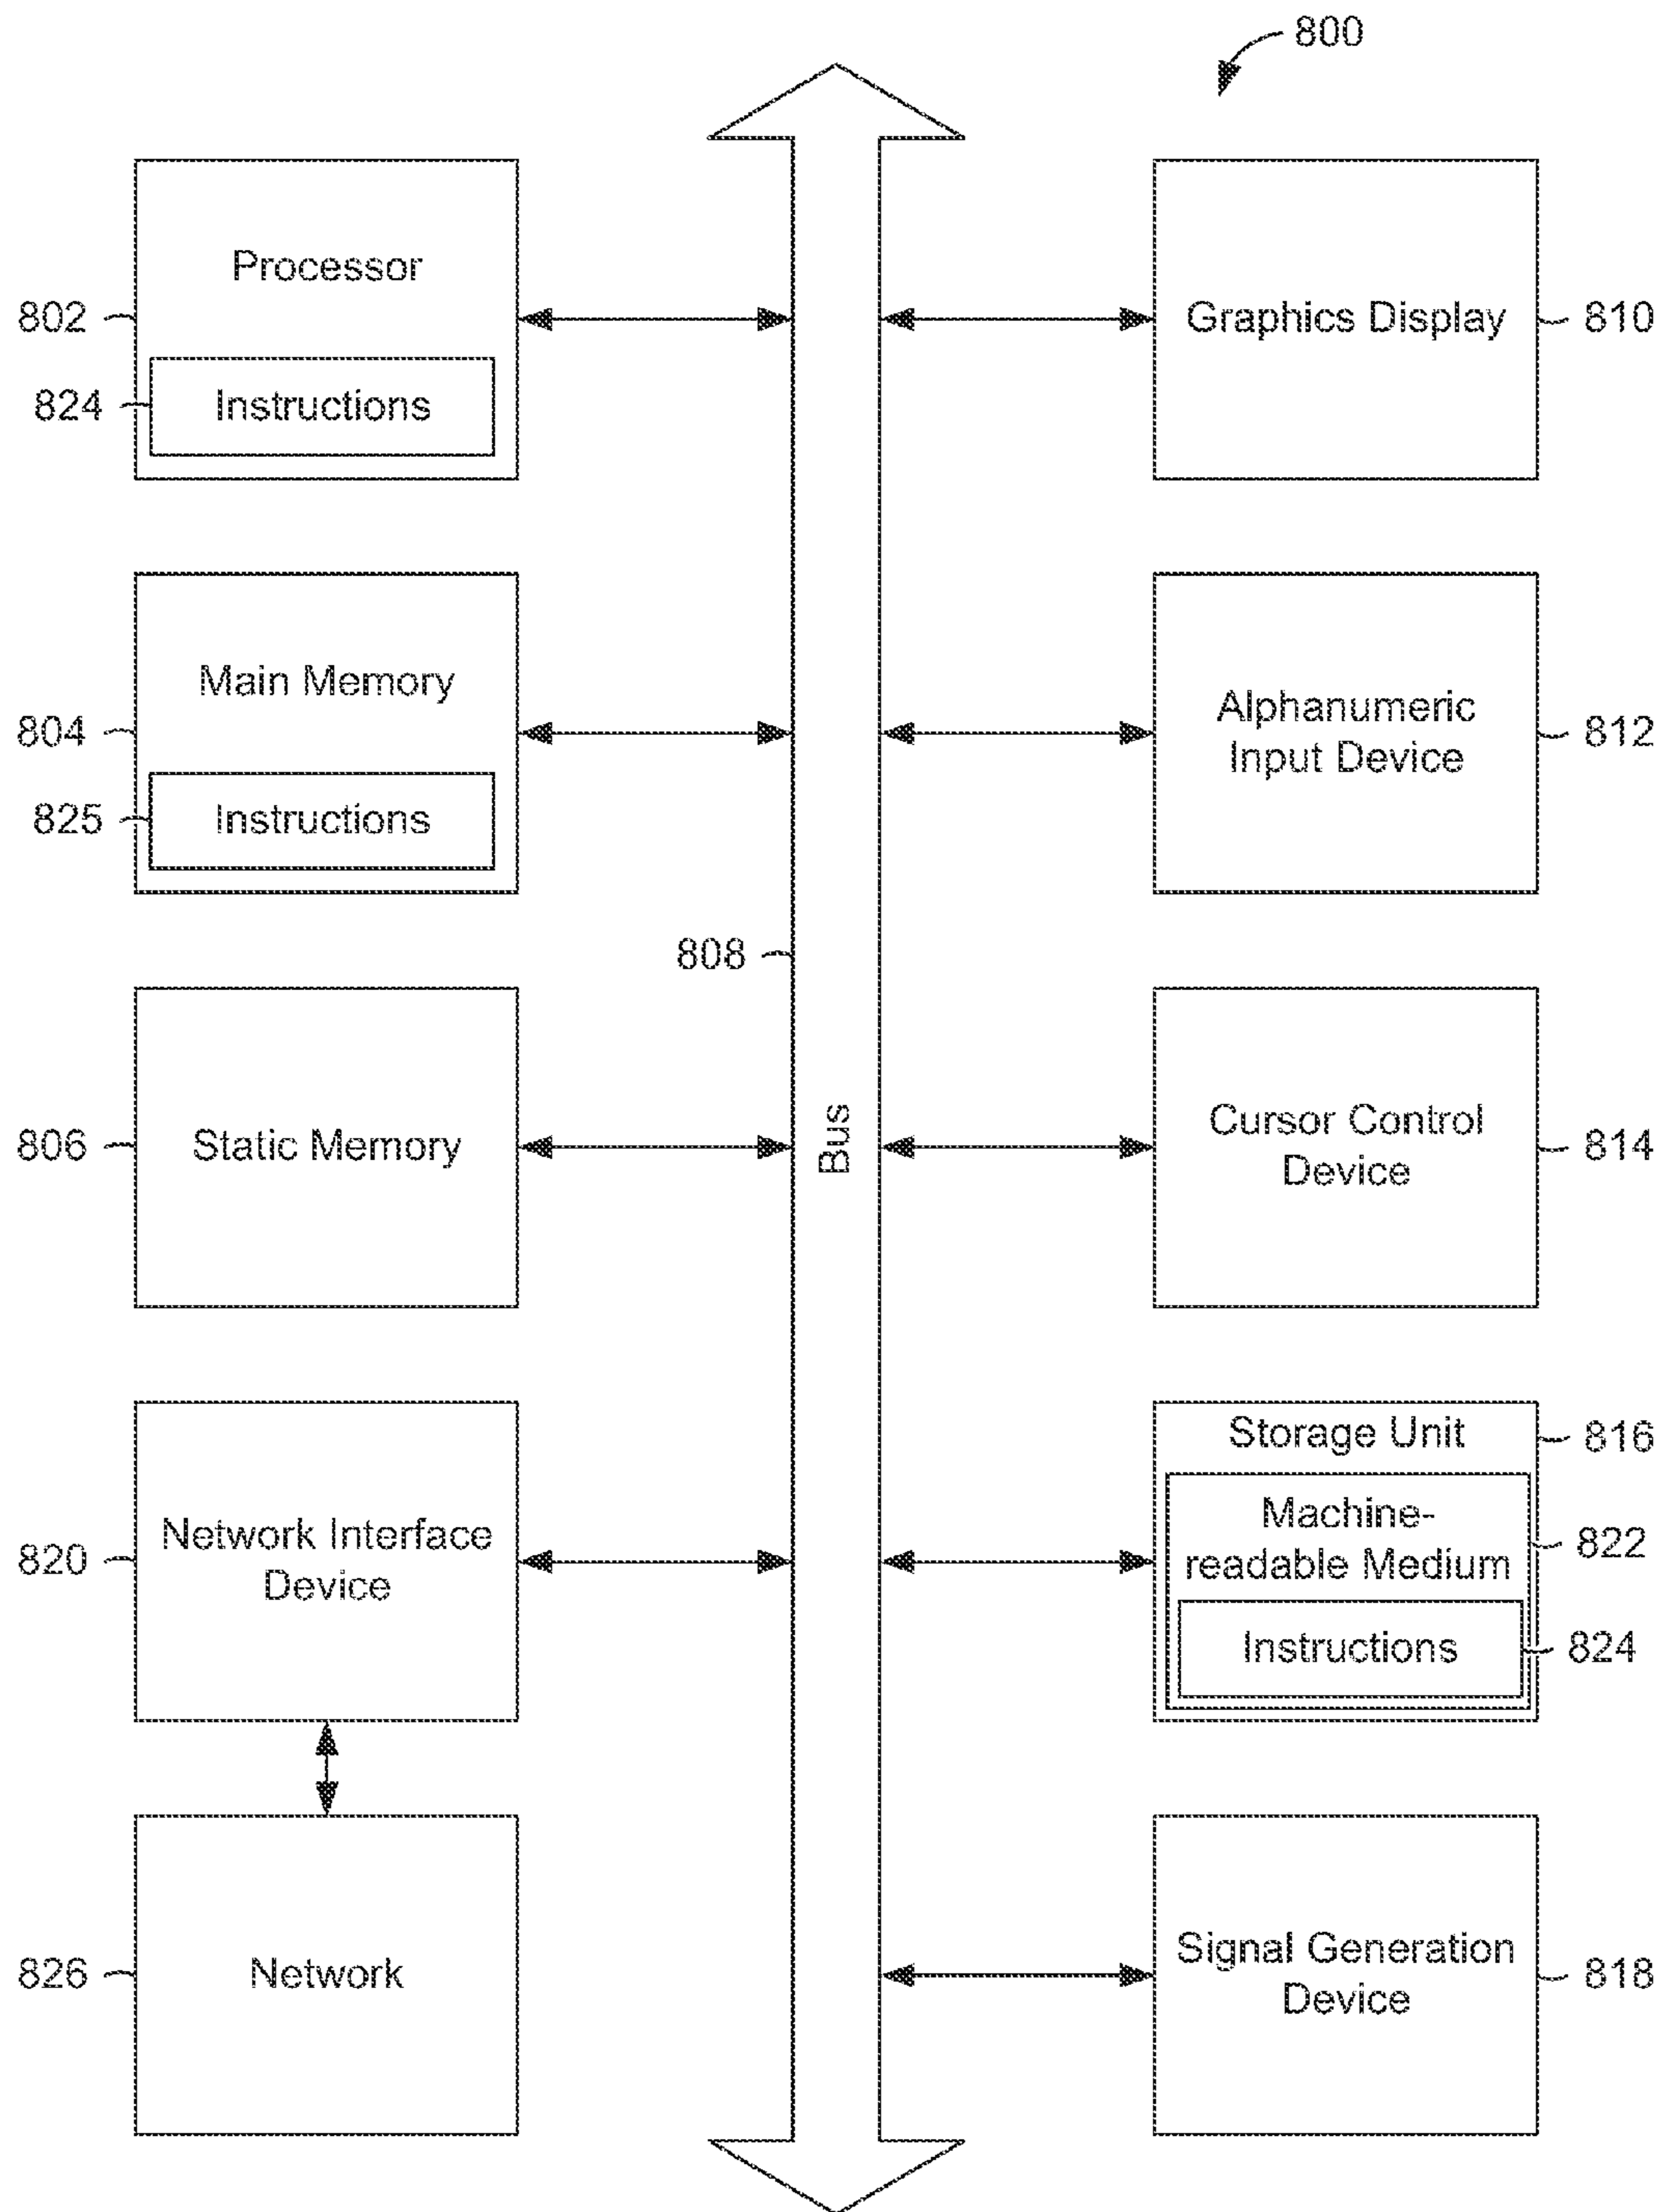 800
Processor
802
824
Instructions
Graphics Display
810
Main Memory
804
825
Instructions
Alphanumeric
Input Device
812
808
Bus
806
Static Memory
Cursor Control
Device
814
820
Network Interface
Device
Storage Unit
816
Machine-
readable Medium
822
Instructions
824
826
Network
Signal Generation
Device
818